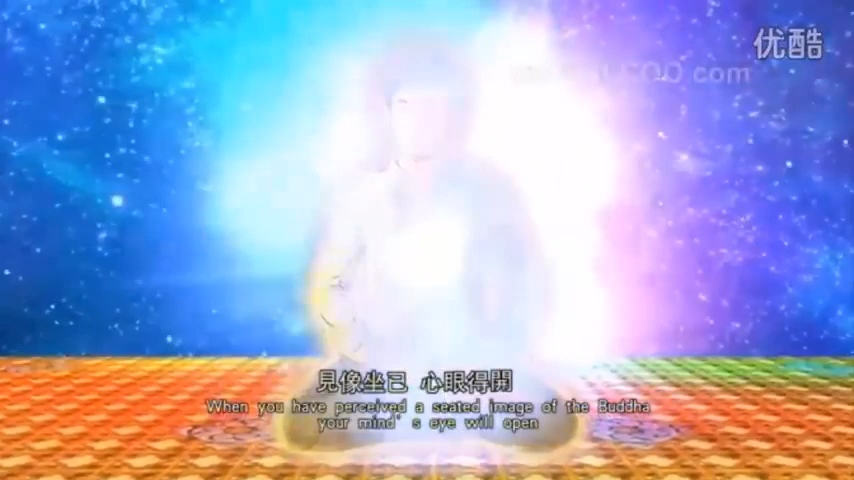 优酷
.com
見像坐已 心眼得開
When you have perceived a seated image of the Buddha
your mind's eye will open